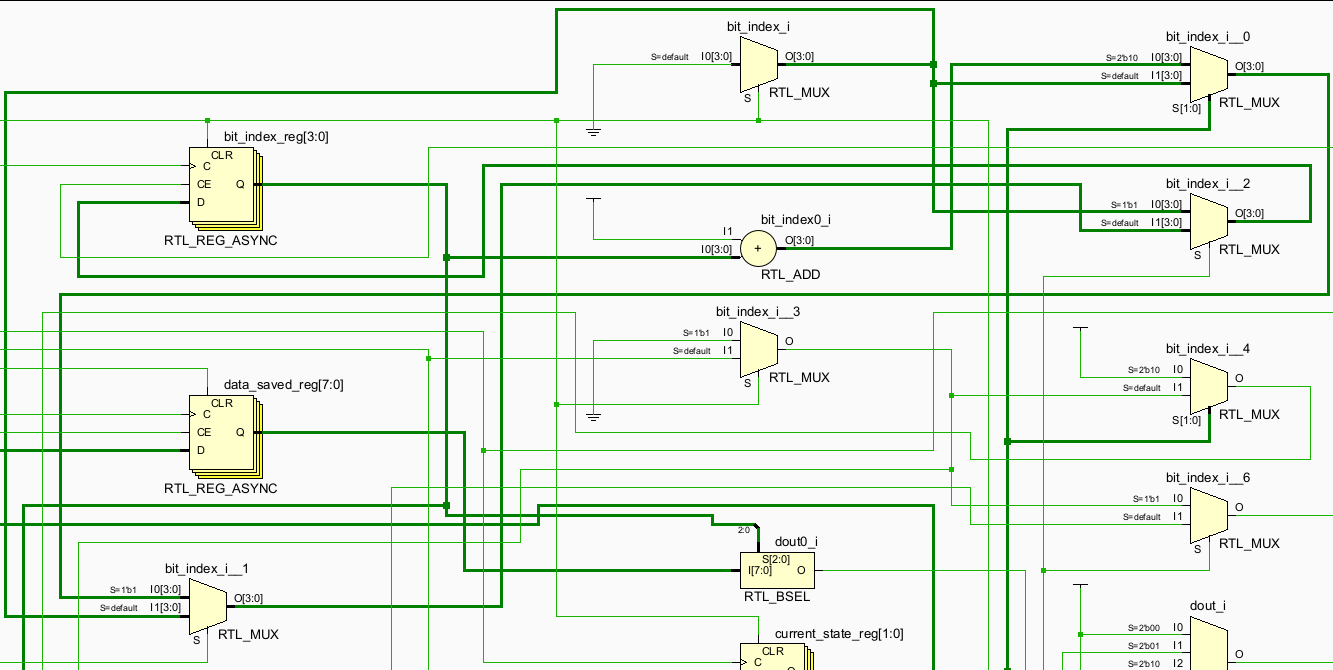 bit_index_i
S=default I0[3:0] O[3:0]
S
RTL_MUX
bit_index_i__0
S=2'b10 I0[3:0] O[3:0]
S=default I1[3:0]
S[1:0]
RTL_MUX
bit_index_reg[3:0]
CLR
C
CE Q
D
RTL_REG_ASYNC
bit_index0_i
I1
I0[3:0] O[3:0]
+
RTL_ADD
bit_index_i__2
S=1'b1 I0[3:0] O[3:0]
S=default I1[3:0]
S
RTL_MUX
bit_index_i__3
S=1'b1 I0
S=default I1 O
S
RTL_MUX
bit_index_i__4
S=2'b10 I0
S=default I1 O
S[1:0]
RTL_MUX
data_saved_reg[7:0]
CLR
C
CE Q
D
RTL_REG_ASYNC
bit_index_i__6
S=1'b1 I0
S=default I1 O
S
RTL_MUX
2:0
dout0_i
S[2:0]
I[7:0] O
RTL_BSEL
bit_index_i__1
S=1'b1 I0[3:0] O[3:0]
S=default I1[3:0]
S
RTL_MUX
current_state_reg[1:0]
CLR
C
dout_i
S=2'b00 I0
S=2'b01 I1 O
S=2'b10 I2